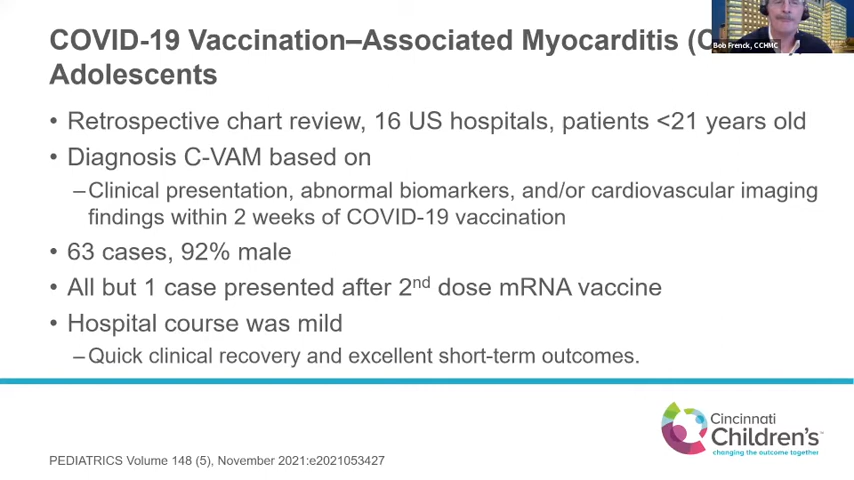 COVID-19 Vaccination–Associated Myocarditis (C
Adolescents
• Retrospective chart review, 16 US hospitals, patients <21 years old
• Diagnosis C-VAM based on
–Clinical presentation, abnormal biomarkers, and/or cardiovascular imaging
findings within 2 weeks of COVID-19 vaccination
• 63 cases, 92% male
• All but 1 case presented after 2nd dose mRNA vaccine
• Hospital course was mild
–Quick clinical recovery and excellent short-term outcomes.
PEDIATRICS Volume 148 (5), November 2021:e2021053427
Cincinnati
Children's™
changing the outcome together
Bob Frenck, CCHMC